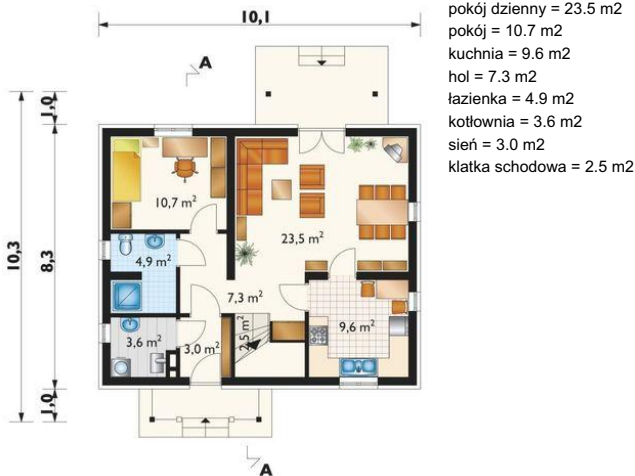 10,1
pokój dzienny = 23.5 m2
pokój = 10.7 m2
kuchnia = 9.6 m2
hol = 7.3 m2
łazienka = 4.9 m2
kotłownia = 3.6 m2
sień = 3.0 m2
klatka schodowa = 2.5 m2
A
1,0
10,3
8,3
1,0
10,7 m²
23,5 m²
4,9 m²
7,3 m²
3,6 m²
3,0 m²
2,5 m²
9,6 m²
A